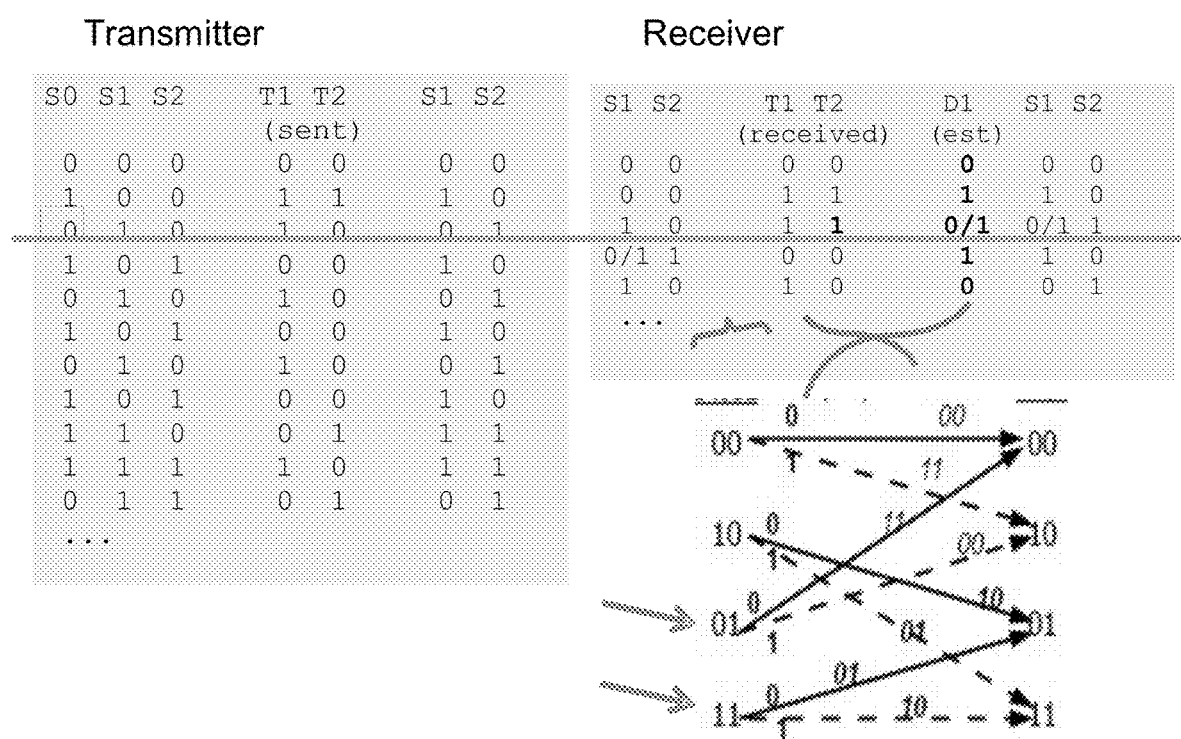 Transmitter
S0 S1 S2 T1 T2 S1 S2
(sent)
0 0 0 0 0 0 0
1 0 0 1 1 1 0
0 1 0 1 0 0 1
1 0 1 0 0 1 0
0 1 0 1 0 0 1
1 0 1 0 0 1 0
0 1 0 1 0 0 1
1 0 1 0 0 1 0
1 1 0 0 1 1 1
1 1 1 1 0 1 1
0 1 1 0 1 0 1
...
Receiver
S1 S2 T1 T2 D1 S1 S2
(received) (est)
0 0 0 0 0 0 0
0 0 1 1 1 1 0
1 0 1 1 0/1 0/1 1
0/1 1 0 0 1 1 0
1 0 1 0 0 0 1
...
00 0 00 00
1 11
10 0 11 00 10
1
01 0 10 01
1 01
11 0 01
1 10 11